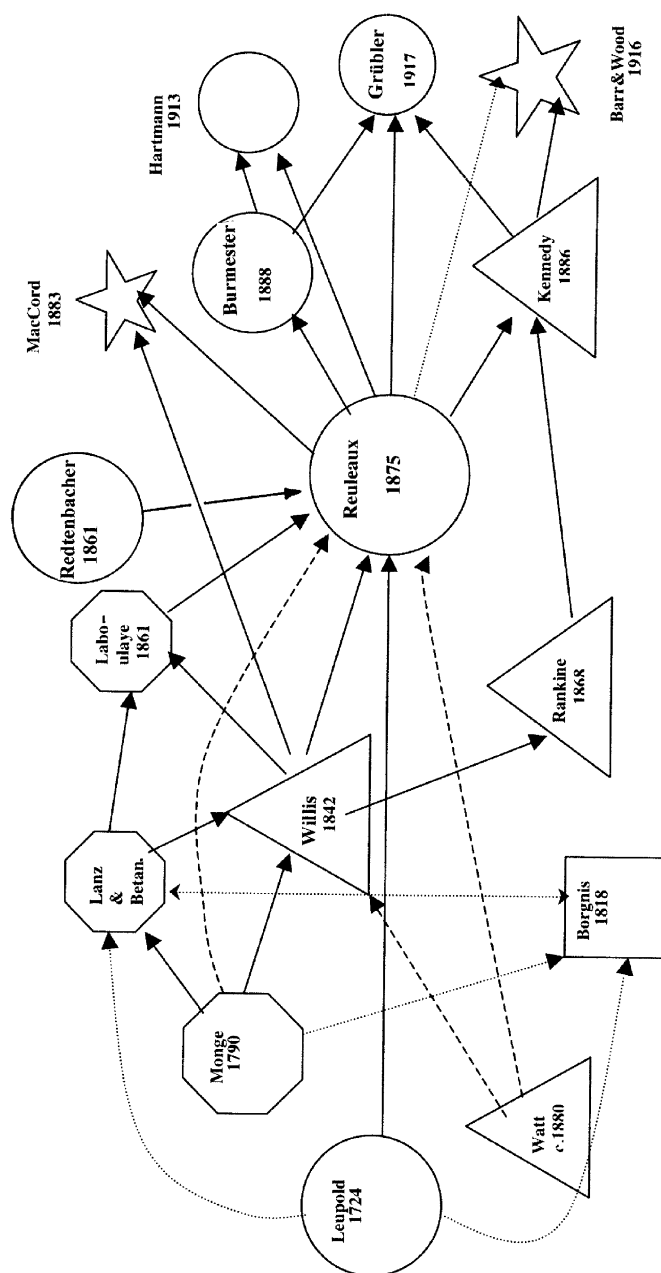 Leupold
1724
Monge
1790
Watt
c.1880
Lanz
&
Betan.
Borgnis
1818
Willis
1842
Labo-
ulaye
1861
Rankine
1868
Redtenbacher
1861
Reuleaux
1875
MacCord
1883
Burmester
1888
Kennedy
1886
Hartmann
1913
Grübler
1917
Barr&Wood
1916